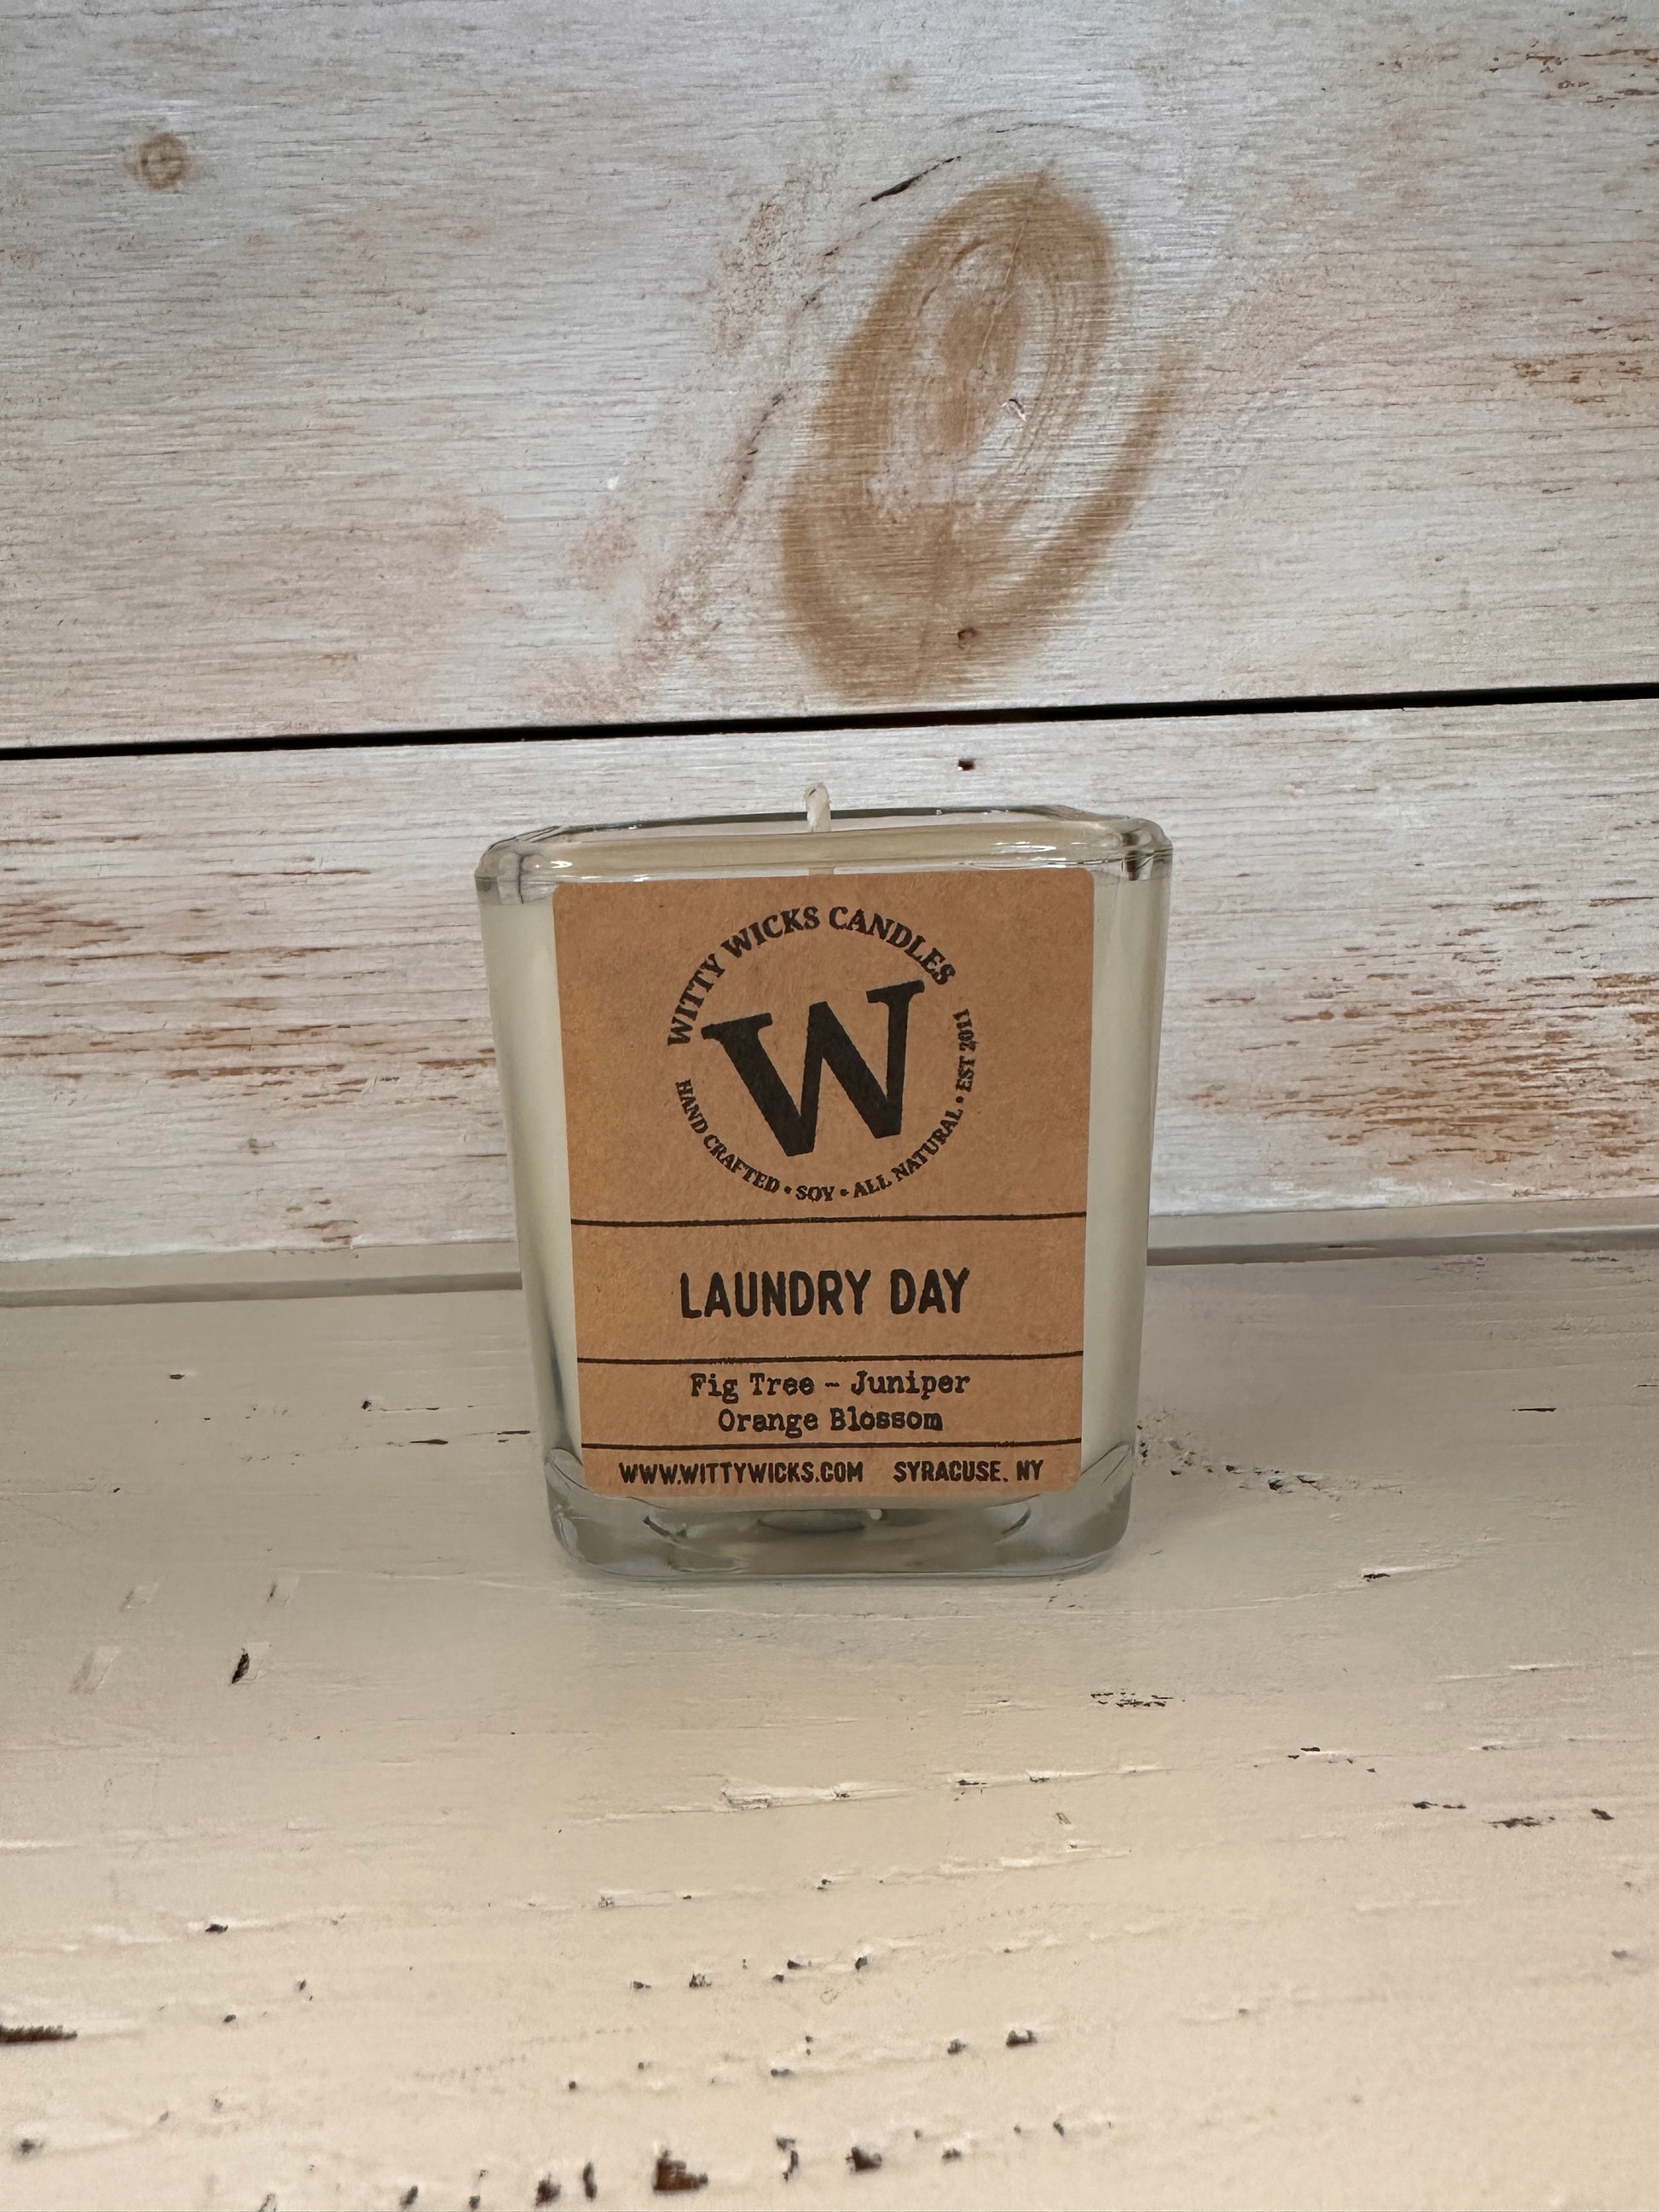 WITTY WICKS CANDLES
W
HAND CRAFTED • SOY • ALL NATURAL • EST 2011
LAUNDRY DAY
Fig Tree - Juniper
Orange Blossom
WWW.WITTYWICKS.COM SYRACUSE, NY